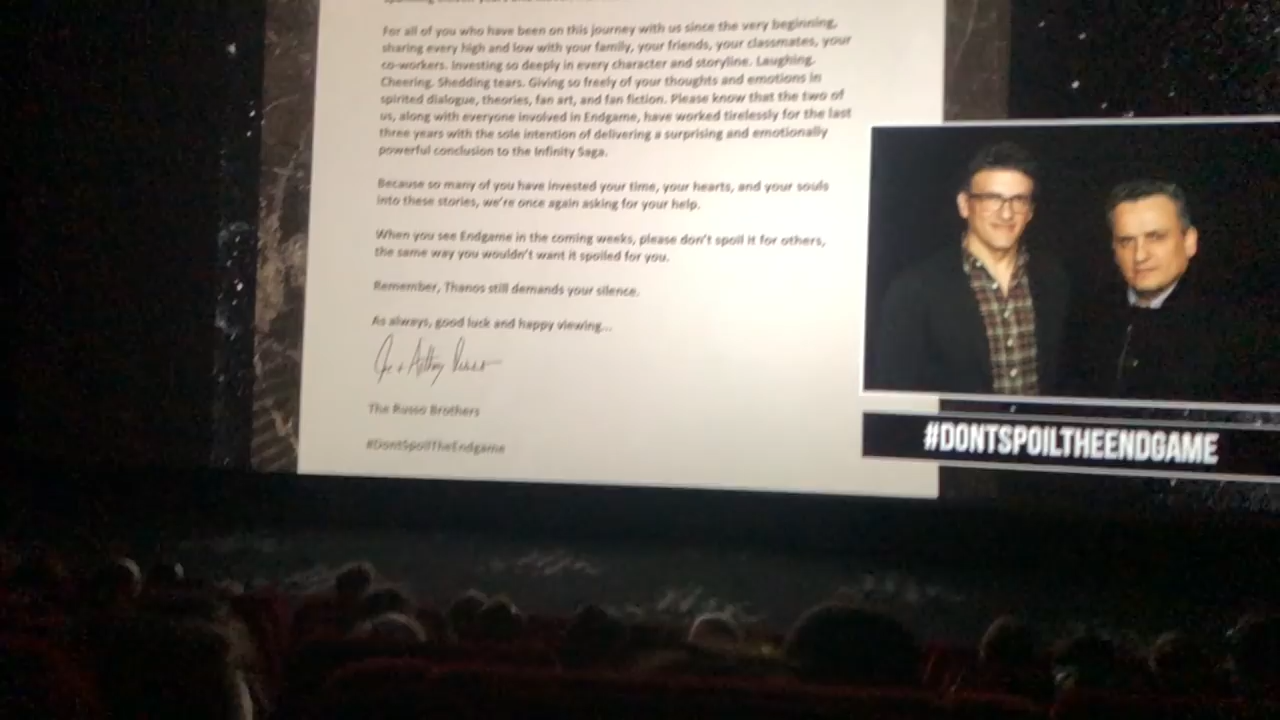 For all of you who have been on this journey with us since the very beginning,
sharing every high and low with your family, your friends, your classmates, your
co-workers. Investing so deeply in every character and storyline. Laughing.
Cheering. Shedding tears. Giving so freely of your thoughts and emotions in
spirited dialogue, theories, fan art, and fan fiction. Please know that the two of
us, along with everyone involved in Endgame, have worked tirelessly for the last
three years with the sole intention of delivering a surprising and emotionally
powerful conclusion to the Infinity Saga.
Because so many of you have invested your time, your hearts, and your souls
into these stories, we're once again asking for your help.
When you see Endgame in the coming weeks, please don't spoil it for others,
the same way you wouldn't want it spoiled for you.
Remember, Thanos still demands your silence.
As always, good luck and happy viewing...
The Russo Brothers
#DontSpoilTheEndgame
#DONTSPOILTHEENDGAME